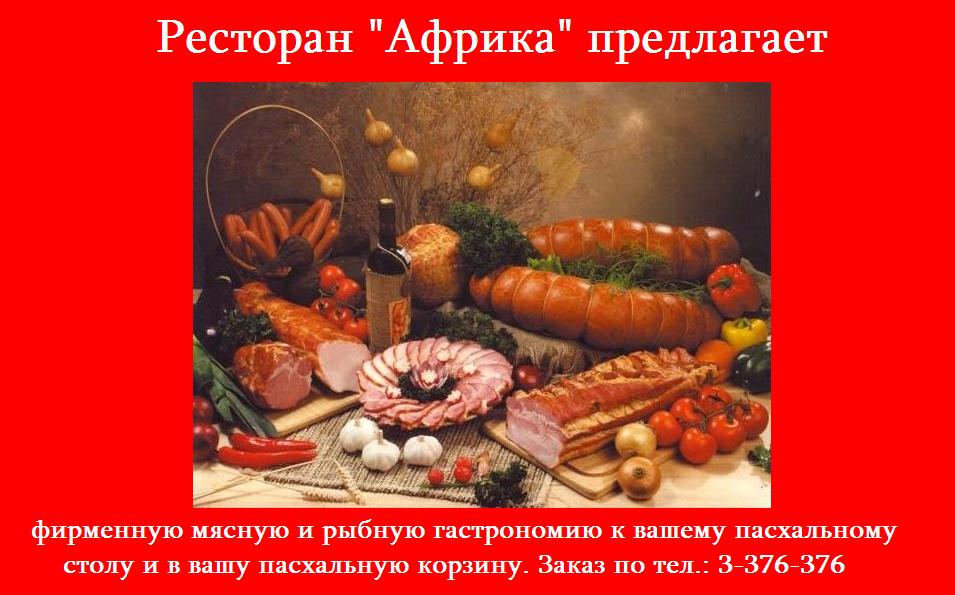 Ресторан "Африка" предлагает
фирменную мясную и рыбную гастрономию к вашему пасхальному
столу и в вашу пасхальную корзину. Заказ по тел.: 3-376-376